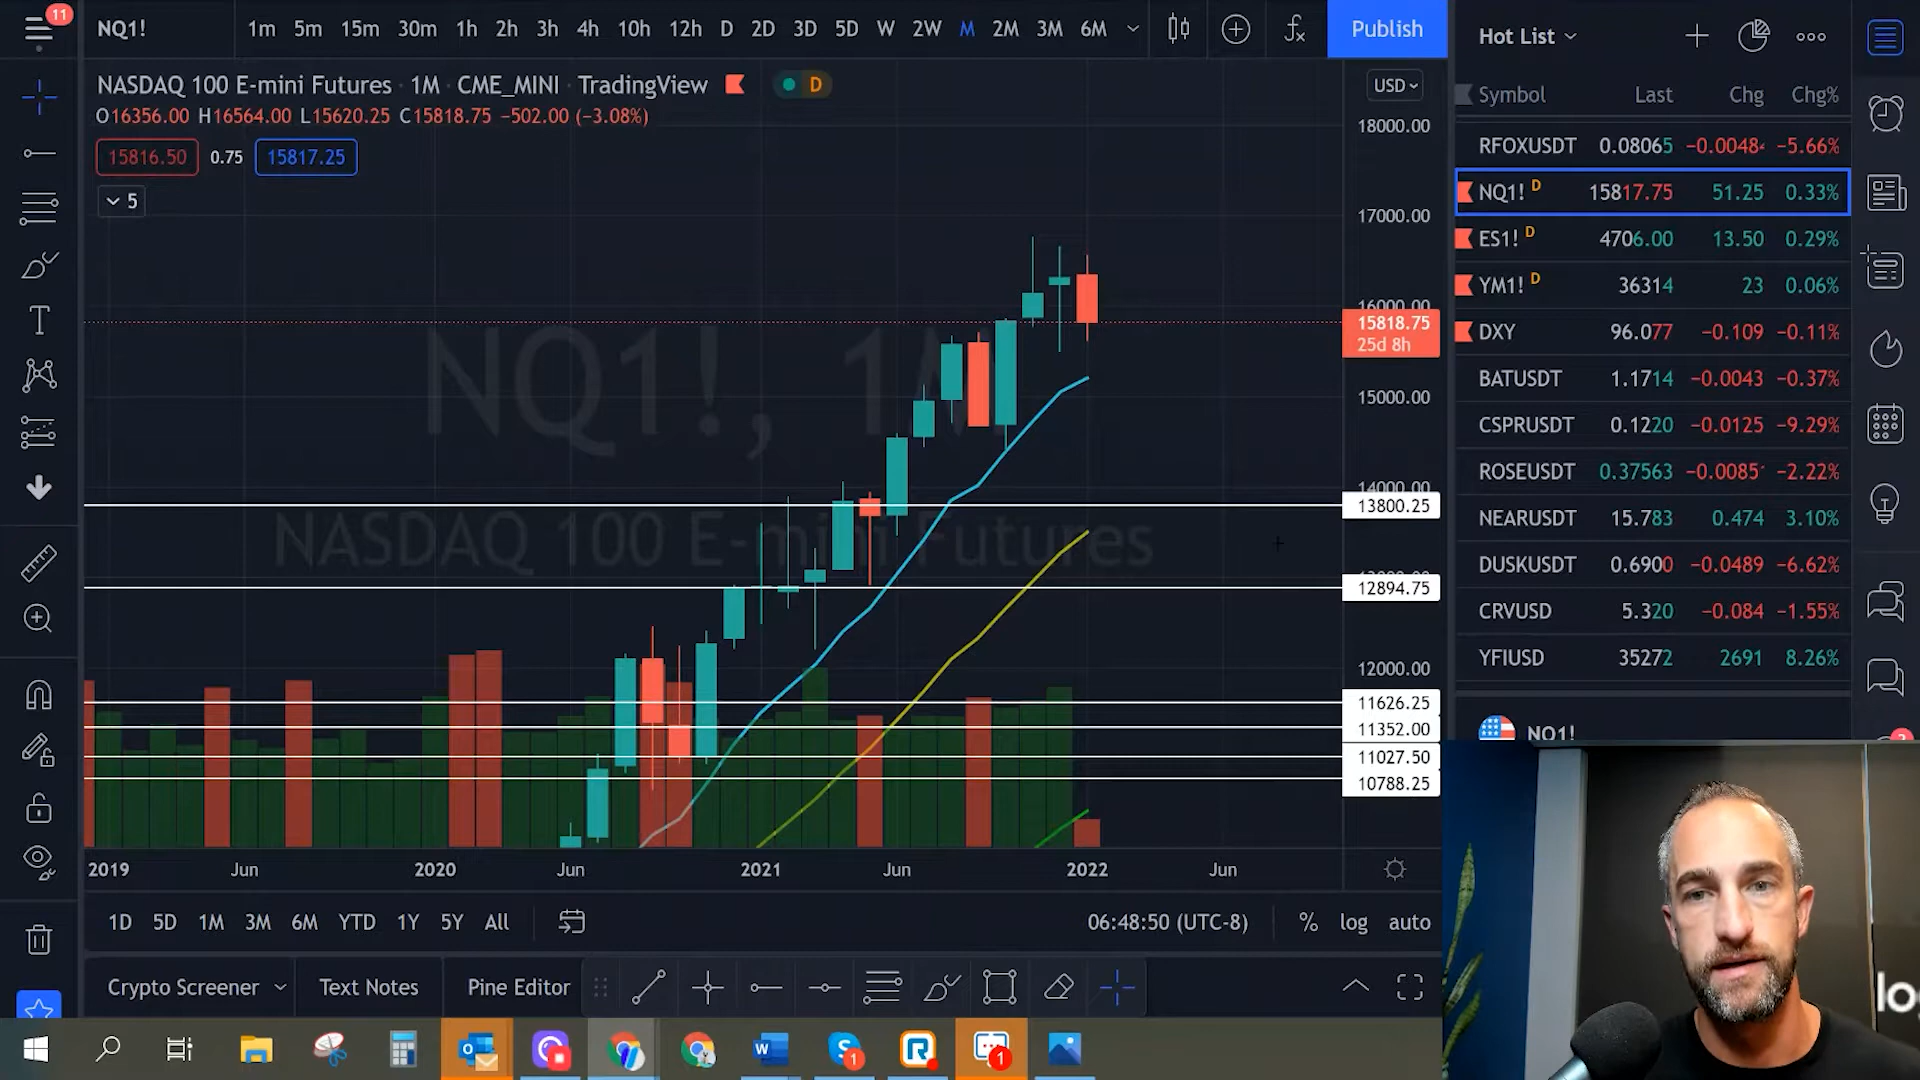 11
NQ1!
1m 5m 15m 30m 1h 2h 3h 4h 10h 12h D 2D 3D 5D W 2W M 2M 3M 6M
Publish
NASDAQ 100 E-mini Futures · 1M · CME_MINI · TradingView
D
O16356.00 H16564.00 L15620.25 C15818.75 −502.00 (−3.08%)
15816.50 0.75 15817.25
5
NQ1!, 1M
NASDAQ 100 E-mini Futures
USD
18000.00
17000.00
16000.00
15818.75
25d 8h
15000.00
14000.00
13800.25
12894.75
12000.00
11626.25
11352.00
11027.50
10788.25
2019 Jun 2020 Jun 2021 Jun 2022 Jun
1D 5D 1M 3M 6M YTD 1Y 5Y All
06:48:50 (UTC-8) % log auto
Crypto Screener Text Notes Pine Editor
Hot List
Symbol Last Chg Chg%
RFOXUSDT 0.08065 −0.0048 −5.66%
NQ1! D 15817.75 51.25 0.33%
ES1! D 4706.00 13.50 0.29%
YM1! D 36314 23 0.06%
DXY 96.077 −0.109 −0.11%
BATUSDT 1.1714 −0.0043 −0.37%
CSPRUSDT 0.1220 −0.0125 −9.29%
ROSEUSDT 0.37563 −0.0085 −2.22%
NEARUSDT 15.783 0.474 3.10%
DUSKUSDT 0.6900 −0.0489 −6.62%
CRVUSD 5.320 −0.084 −1.55%
YFIUSD 35272 2691 8.26%
NQ1!
lo
1
1